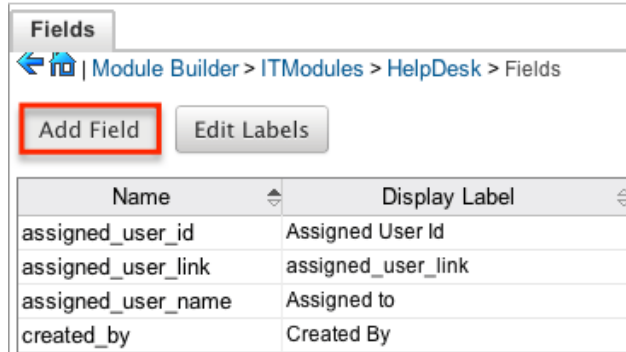 Fields
| Module Builder > ITModules > HelpDesk > Fields
Add Field Edit Labels
Name Display Label
assigned_user_id Assigned User Id
assigned_user_link assigned_user_link
assigned_user_name Assigned to
created_by Created By